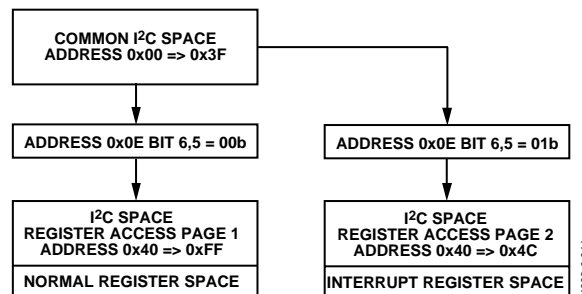 COMMON I²C SPACE
ADDRESS 0x00 => 0x3F
ADDRESS 0x0E BIT 6,5 = 00b
ADDRESS 0x0E BIT 6,5 = 01b
I²C SPACE
REGISTER ACCESS PAGE 1
ADDRESS 0x40 => 0xFF
NORMAL REGISTER SPACE
I²C SPACE
REGISTER ACCESS PAGE 2
ADDRESS 0x40 => 0x4C
INTERRUPT REGISTER SPACE